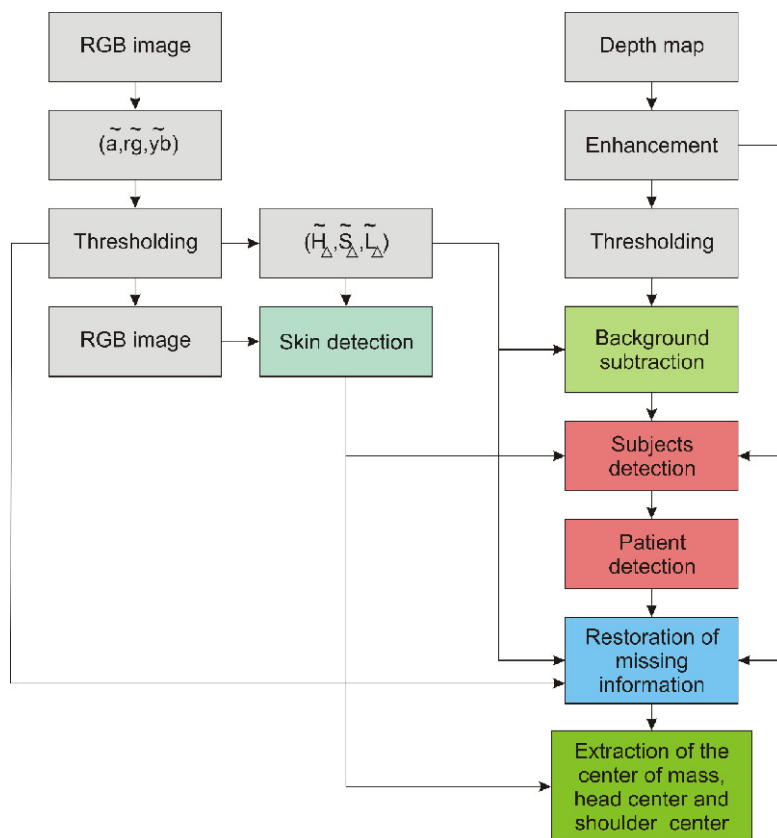 RGB image
(ã,r̃g,ỹb)
Thresholding
(H̃△,S̃△,L̃△)
RGB image
Skin detection
Depth map
Enhancement
Thresholding
Background
subtraction
Subjects
detection
Patient
detection
Restoration of
missing
information
Extraction of the
center of mass,
head center and
shoulder center